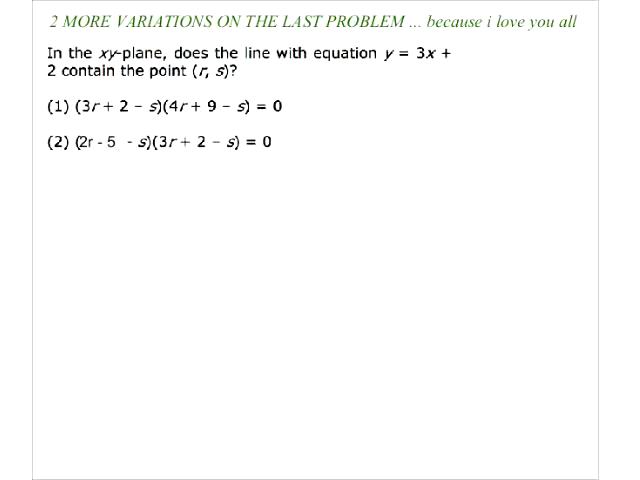 2 MORE VARIATIONS ON THE LAST PROBLEM ... because i love you all
In the xy-plane, does the line with equation y = 3x +
2 contain the point (r, s)?
(1) (3r + 2 – s)(4r + 9 – s) = 0
(2) (2r - 5 - s)(3r + 2 – s) = 0